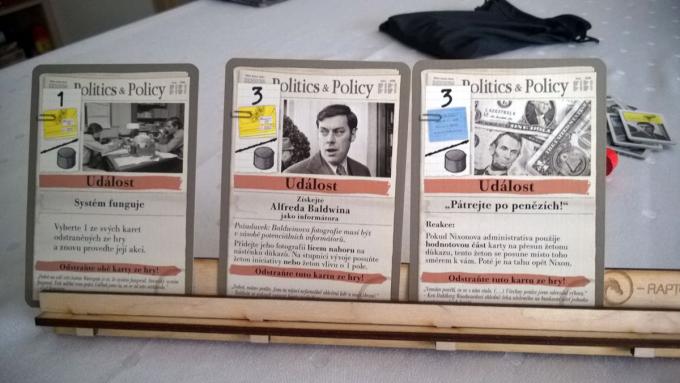 Politics & Policy
1
Událost
Systém funguje
Vyberte 1 ze svých karet
odstraněných ze hry
a znovu proveďte její akci.
Odstraňte obě karty ze hry!
Politics & Policy
3
Událost
Získejte
Alfreda Baldwina
jako informátora
Požadavek: Baldwinova fotografie musí být
v zásobě potenciálních informátorů.
Přidejte jeho fotografii lícem nahoru na
nástěnku důkazů. Na stupnici vývoje posuňte
žeton iniciativy nebo žeton vlivu o 1 pole.
Odstraňte tuto kartu ze hry!
Politics & Policy
3
Událost
„Pátrejte po penězích!“
Reakce:
Pokud Nixonova administrativa použije
hodnotovou část karty na přesun žetonu
důkazu, tento žeton se posune místo toho
směrem k vám. Poté je na tahu opět Nixon.
Odstraňte tuto kartu ze hry!